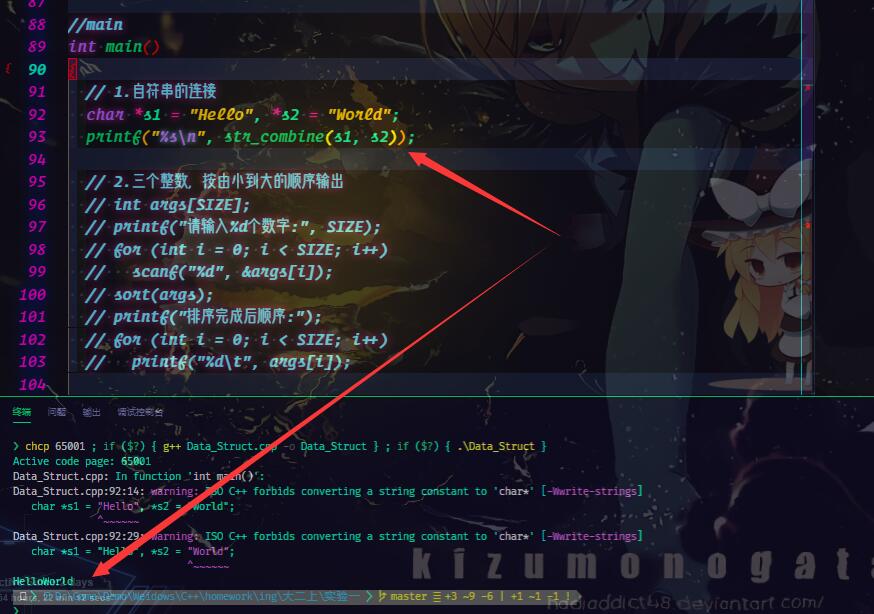 87
88 //main
89 int main()
90 {
91 // 1.自符串的连接
92 char *s1 = "Hello", *s2 = "World";
93 printf("%s\n", str_combine(s1, s2));
94
95 // 2.三个整数,按由小到大的顺序输出
96 // int args[SIZE];
97 // printf("请输入%d个数字:", SIZE);
98 // for (int i = 0; i < SIZE; i++)
99 // scanf("%d", &args[i]);
100 // sort(args);
101 // printf("排序完成后顺序:");
102 // for (int i = 0; i < SIZE; i++)
103 // printf("%d\t", args[i]);
104
终端 问题 输出 调试控制台
❯ chcp 65001 ; if ($?) { g++ Data_Struct.cpp -o Data_Struct } ; if ($?) { .\Data_Struct }
Active code page: 65001
Data_Struct.cpp: In function 'int main()':
Data_Struct.cpp:92:14: warning: ISO C++ forbids converting a string constant to 'char*' [-Wwrite-strings]
char *s1 = "Hello", *s2 = "World";
^~~~~~~
Data_Struct.cpp:92:29: warning: ISO C++ forbids converting a string constant to 'char*' [-Wwrite-strings]
char *s1 = "Hello", *s2 = "World";
^~~~~~~
kizumonogat
HelloWorld
\Weidows\C++\homework\ing\大二上\实验一 ❯ master ☰ +3 ~9 -6 | +1 ~1 -1 !
❯